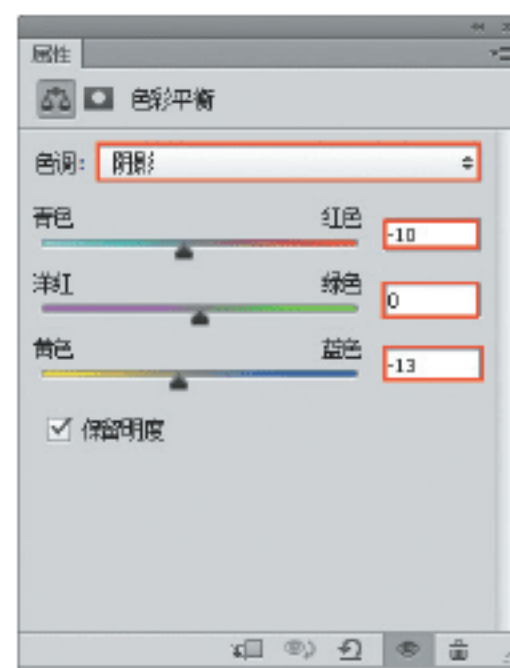 属性
色彩平衡
色调: 阴影
青色 红色 -10
洋红 绿色 0
黄色 蓝色 -13
保留明度